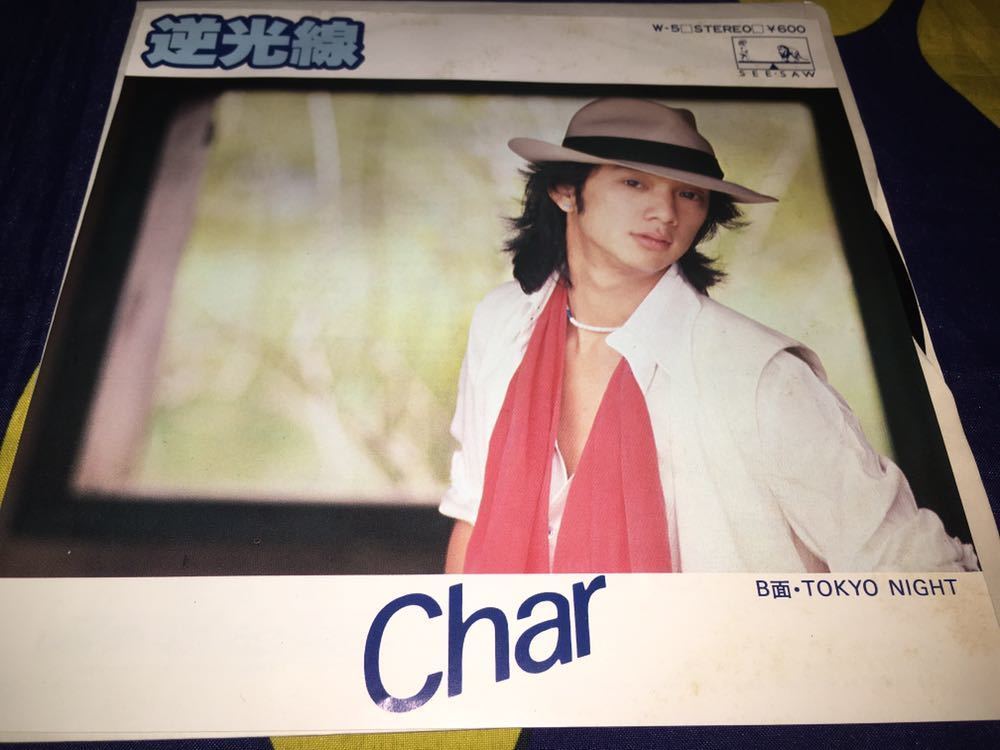 逆光線
W-5□STEREO□¥600
SEE·SAW
B面・TOKYO NIGHT
Char